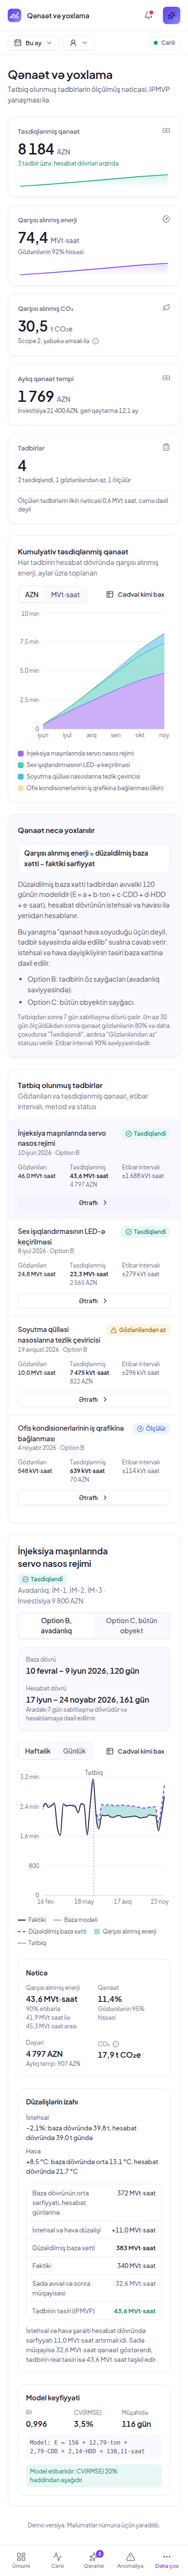 Qənaət və yoxlama
Bu ay
Canlı
Qənaət və yoxlama
Tətbiq olunmuş tədbirlərin ölçülmüş nəticəsi, IPMVP
yanaşması ilə
Təsdiqlənmiş qənaət
8 184 AZN
3 tədbir üzrə, hesabat dövrləri ərzində
Qarşısı alınmış enerji
74,4 MVt·saat
Gözlənilənin 92% hissəsi
Qarşısı alınmış CO₂
30,5 t CO₂e
Scope 2, şəbəkə əmsalı ilə
Aylıq qənaət tempi
1 769 AZN
İnvestisiya 21 400 AZN, geri qaytarma 12,1 ay
Tədbirlər
4
2 təsdiqləndi, 1 gözləniləndən az, 1 ölçülür
Ölçülən tədbirlərin ilkin nəticəsi 0,6 MVt·saat, cəmə daxil
deyil
Kumulyativ təsdiqlənmiş qənaət
Hər tədbirin hesabat dövründə qarşısı alınmış
enerji, aylar üzrə toplanan
AZN
MVt·saat
Cədvəl kimi bax
10 min
7,5 min
5,0 min
2,5 min
0
iyun
iyul
avq
sen
okt
noy
İnjeksiya maşınlarında servo nasos rejimi
Sex işıqlandırmasının LED-ə keçirilməsi
Soyutma qülləsi nasoslarına tezlik çeviricisi
Ofis kondisionerlərinin iş qrafikinə bağlanması (ilkin)
Qənaət necə yoxlanılır
Qarşısı alınmış enerji = düzəldilmiş baza
xətti − faktiki sərfiyyat
Düzəldilmiş baza xətti tədbirdən əvvəlki 120
günün modelidir (E = a + b·ton + c·CDD + d·HDD
+ e·saat), hesabat dövrünün istehsalı və havası ilə
yenidən hesablanır.
Bu yanaşma “qənaət hava soyuduğu üçün deyil,
tədbir sayəsində əldə edilib” sualına cavab verir:
istehsal və hava dəyişiminin təsiri baza xəttinə
daxil edilir.
Option B: tədbirin öz sayğacları (avadanlıq
səviyyəsində).
Option C: bütün obyektin sayğacı.
Tətbiqdən sonra 7 gün sabitləşmə dövrü çıxılır. Ən azı 30
gün ölçüldükdən sonra qənaət gözlənilənin 80% və daha
çoxudursa “Təsdiqləndi”, azdırsa “Gözləniləndən az”
statusu verilir. Etibar intervalı 90% səviyyəsindədir.
Tətbiq olunmuş tədbirlər
Gözlənilən və təsdiqlənmiş qənaət, etibar
intervalı, metod və status
İnjeksiya maşınlarında servo
nasos rejimi
Təsdiqləndi
10 iyun 2026 · Option B
Gözlənilən
Təsdiqlənmiş
Etibar intervalı
46,0 MVt·saat
43,6 MVt·saat
±1 688 kVt·saat
4 797 AZN
Ətraflı
Sex işıqlandırmasının LED-ə
keçirilməsi
Təsdiqləndi
8 iyul 2026 · Option B
Gözlənilən
Təsdiqlənmiş
Etibar intervalı
24,8 MVt·saat
23,3 MVt·saat
±279 kVt·saat
2 565 AZN
Ətraflı
Soyutma qülləsi
nasoslarına tezlik çeviricisi
Gözləniləndən az
19 avqust 2026 · Option B
Gözlənilən
Təsdiqlənmiş
Etibar intervalı
10,0 MVt·saat
7 475 kVt·saat
±296 kVt·saat
822 AZN
Ətraflı
Ofis kondisionerlərinin iş qrafikinə
bağlanması
Ölçülür
4 noyabr 2026 · Option B
Gözlənilən
Təsdiqlənmiş
Etibar intervalı
548 kVt·saat
639 kVt·saat
±114 kVt·saat
70 AZN
Ətraflı
İnjeksiya maşınlarında
servo nasos rejimi
Təsdiqləndi
Avadanlıq: İM-1, İM-2, İM-3 ·
İnvestisiya 9 800 AZN
Option B,
avadanlıq
Option C, bütün
obyekt
Baza dövrü
10 fevral – 9 iyun 2026, 120 gün
Hesabat dövrü
17 iyun – 24 noyabr 2026, 161 gün
Aradakı 7 gün sabitləşmə dövrüdür və
hesablamaya daxil edilmir.
Həftəlik
Günlük
Cədvəl kimi bax
Tətbiq
3,2 min
2,4 min
1,6 min
800
0
16 fev
18 may
17 avq
23 noy
Faktiki
Baza modeli
Düzəldilmiş baza xətti
Qarşısı alınmış enerji
Tətbiq
Nəticə
Qarşısı alınmış enerji
Qənaət
43,6 MVt·saat
11,4%
90% etibarla
41,9 MVt·saat ilə
45,3 MVt·saat arası
Gözlənilənin 95%
hissəsi
Dəyəri
CO₂
4 797 AZN
17,9 t CO₂e
Aylıq temp: 907 AZN
Düzəlişlərin izahı
İstehsal
−2,1%: baza dövründə 39,8 t, hesabat
dövründə 39,0 t gündə
Hava
+8,5 °C: baza dövründə orta 13,1 °C, hesabat
dövründə 21,7 °C
Baza dövrünün orta
sərfiyyatı, hesabat
günlərinə
372 MVt·saat
İstehsal və hava düzəlişi
+11,0 MVt·saat
Düzəldilmiş baza xətti
383 MVt·saat
Faktiki
340 MVt·saat
Sadə əvvəl və sonra
müqayisəsi
32,6 MVt·saat
Tədbirin təsiri (IPMVP)
43,6 MVt·saat
İstehsal və hava şəraiti hesabat dövründə
sərfiyyatı 11,0 MVt·saat artırmalı idi. Sadə
müqayisə 32,6 MVt·saat qənaət göstərərdi,
tədbirin real təsiri isə 43,6 MVt·saat təşkil edir.
Model keyfiyyəti
R²
CV(RMSE)
Müşahidə
0,996
3,5%
116 gün
Model: E = 156 + 12,79·ton +
2,79·CDD + 2,14·HDD + 138,11·saat
Model etibarlıdır: CV(RMSE) 20%
həddindən aşağıdır.
Demo versiya. Məlumatlar nümunə üçün yaradılıb.
Ümumi
Canlı
Qərarlar
Anomaliya
Daha çox